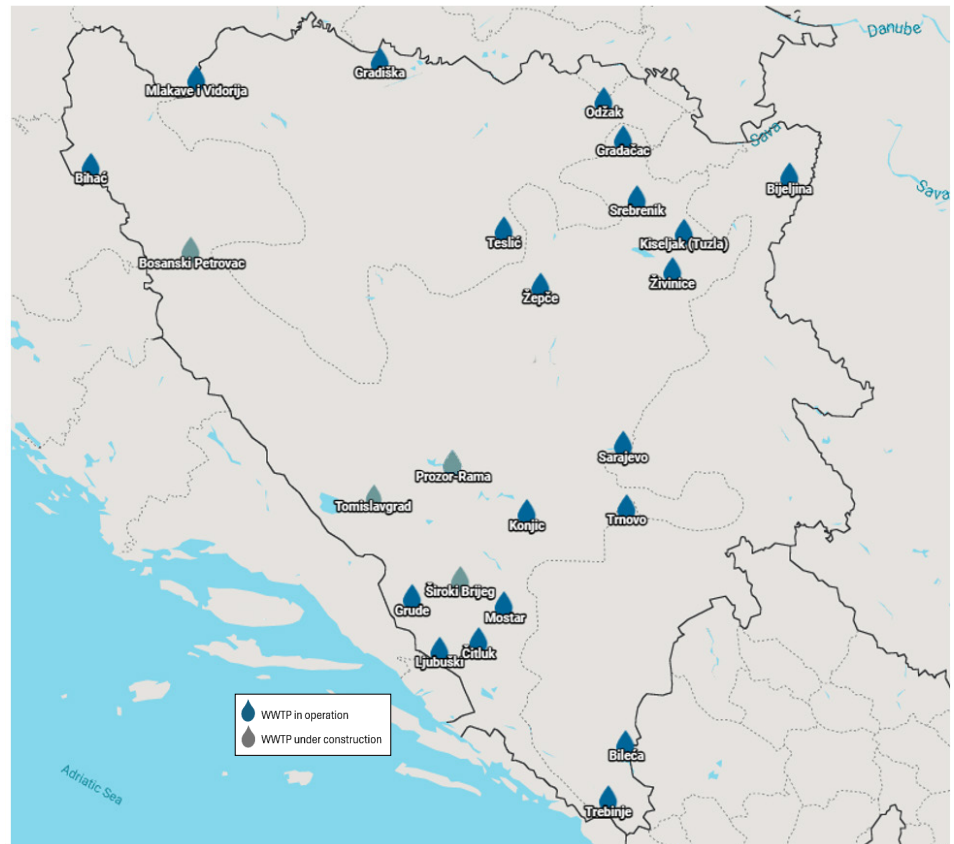 Danube
Gradiška
Mlakave i Vidorija
Odžak
Sava
Gradačac
Bihać
Bijeljina
Sava
Srebrenik
Teslić
Kiseljak (Tuzla)
Bosanski Petrovac
Živinice
Žepče
Sarajevo
Prozor-Rama
Tomislavgrad
Konjic
Trnovo
Široki Brijeg
Grude
Mostar
Čitluk
Ljubuški
WWTP in operation
WWTP under construction
Bileća
Adriatic Sea
Trebinje